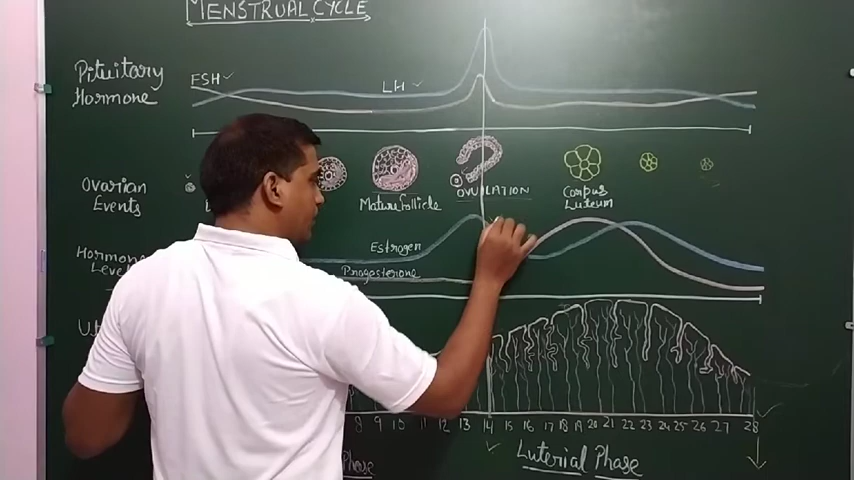 MENSTRUAL CYCLE
Pituitary
Hormone
FSH
LH
Ovarian
Events
Mature follicle
OVULATION
Corpus
Luteum
Estrogen
Progesterone
8 9 10 11 12 13 14 15 16 17 18 19 20 21 22 23 24 25 26 27 28
Phase
Luterial Phase